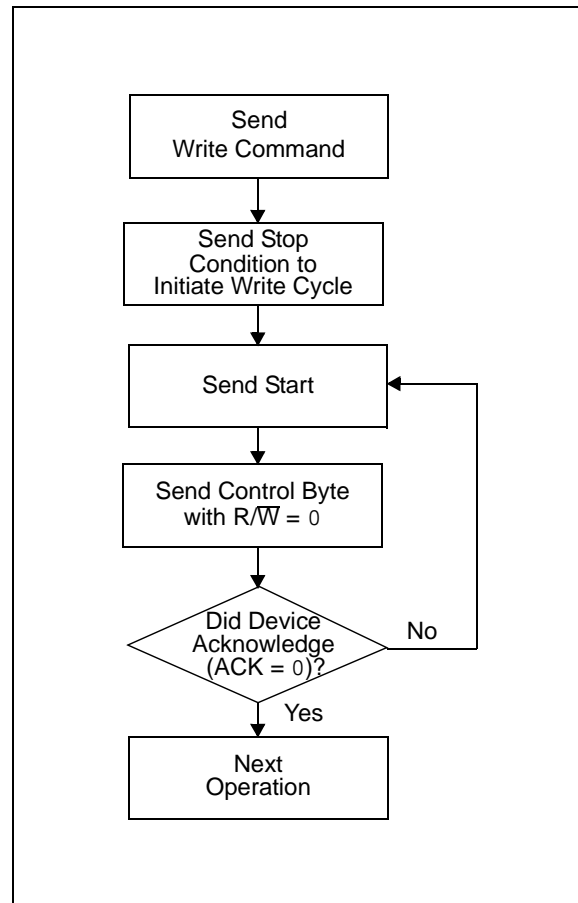 Send
Write Command
Send Stop
Condition to
Initiate Write Cycle
Send Start
Send Control Byte
with R/W̅ = 0
Did Device
Acknowledge
(ACK = 0)?
No
Yes
Next
Operation